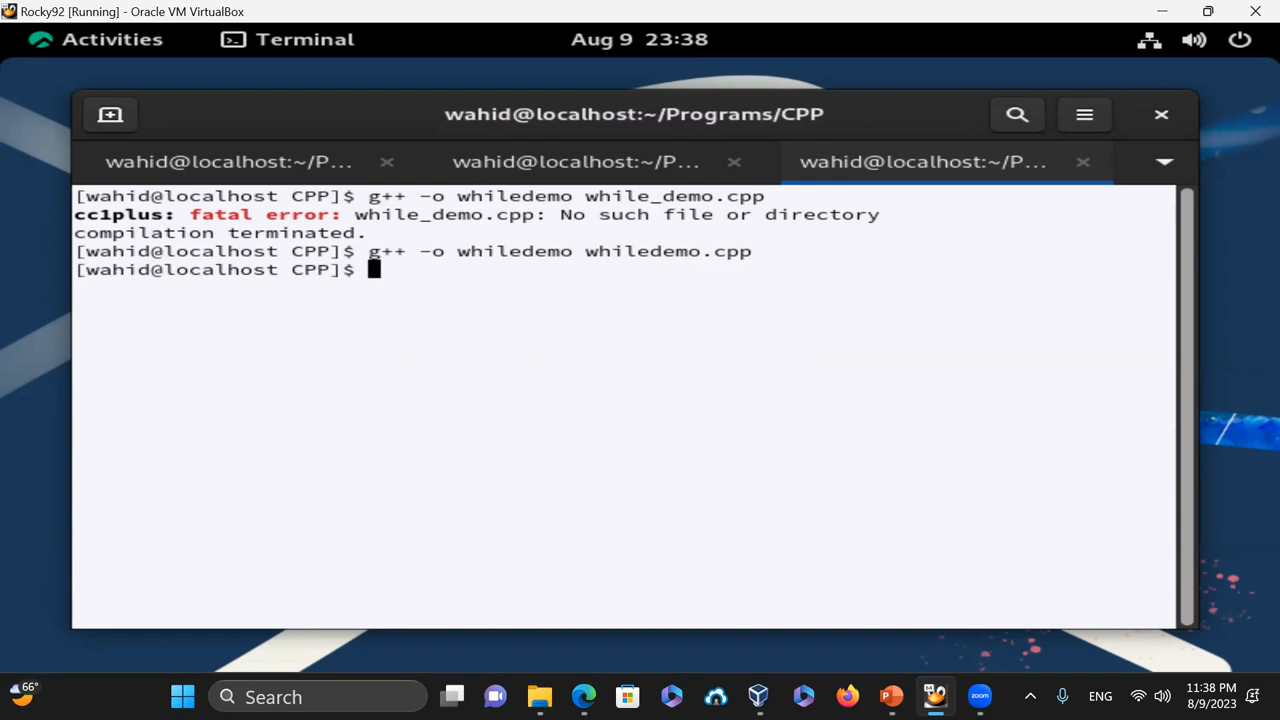 Rocky92 [Running] - Oracle VM VirtualBox
Activities Terminal Aug 9 23:38
wahid@localhost:~/Programs/CPP
wahid@localhost:~/P... wahid@localhost:~/P... wahid@localhost:~/P...
[wahid@localhost CPP]$ g++ -o whiledemo while_demo.cpp
cc1plus: fatal error: while_demo.cpp: No such file or directory
compilation terminated.
[wahid@localhost CPP]$ g++ -o whiledemo whiledemo.cpp
[wahid@localhost CPP]$
66° Search zoom ENG 11:38 PM
8/9/2023